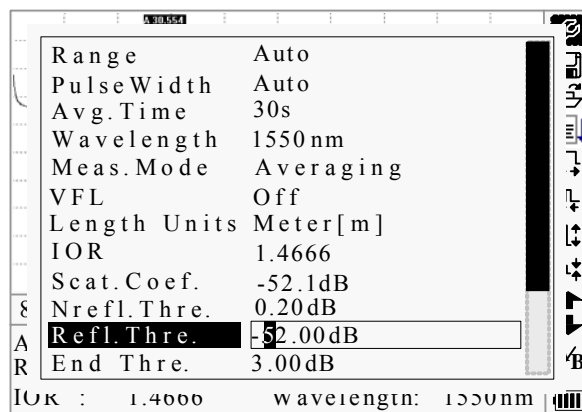 A 30.554
Range Auto
PulseWidth Auto
Avg.Time 30s
Wavelength 1550nm
Meas.Mode Averaging
VFL Off
Length Units Meter[m]
IOR 1.4666
Scat.Coef. -52.1dB
Nrefl.Thre. 0.20dB
Refl.Thre. -52.00dB
End Thre. 3.00dB
A
R
IOR : 1.4666 Wavelength: 1550nm